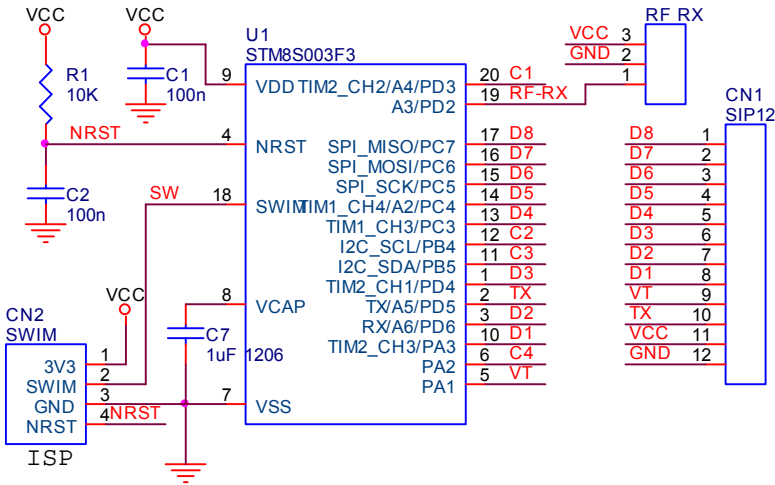 VCC
R1
10K
NRST
C2
100n
VCC
C1
100n
SW
U1
STM8S003F3
9 VDD
4 NRST
18 SWIM
8 VCAP
7 VSS
TIM2_CH2/A4/PD3 20 C1
A3/PD2 19 RF-RX
SPI_MISO/PC7 17 D8
SPI_MOSI/PC6 16 D7
SPI_SCK/PC5 15 D6
TIM1_CH4/A2/PC4 14 D5
TIM1_CH3/PC3 13 D4
I2C_SCL/PB4 12 C2
I2C_SDA/PB5 11 C3
TIM2_CH1/PD4 1 D3
TX/A5/PD5 2 TX
RX/A6/PD6 3 D2
TIM2_CH3/PA3 10 D1
PA2 6 C4
PA1 5 VT
C7
1uF 1206
VCC
CN2
SWIM
3V3 1
SWIM 2
GND 3
NRST 4 NRST
ISP
RF RX
VCC 3
GND 2
1
CN1
SIP12
D8 1
D7 2
D6 3
D5 4
D4 5
D3 6
D2 7
D1 8
VT 9
TX 10
VCC 11
GND 12